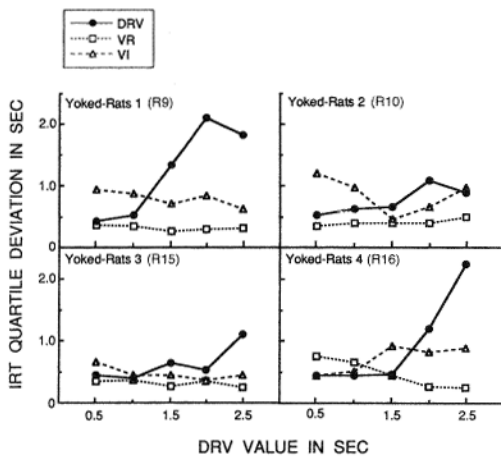 DRV
VR
VI
IRT QUARTILE DEVIATION IN SEC
Yoked-Rats 1 (R9)
Yoked-Rats 2 (R10)
2.0
1.0
0
Yoked-Rats 3 (R15)
Yoked-Rats 4 (R16)
2.0
1.0
0
0.5 1.0 1.5 2.0 2.5
0.5 1.0 1.5 2.0 2.5
DRV VALUE IN SEC